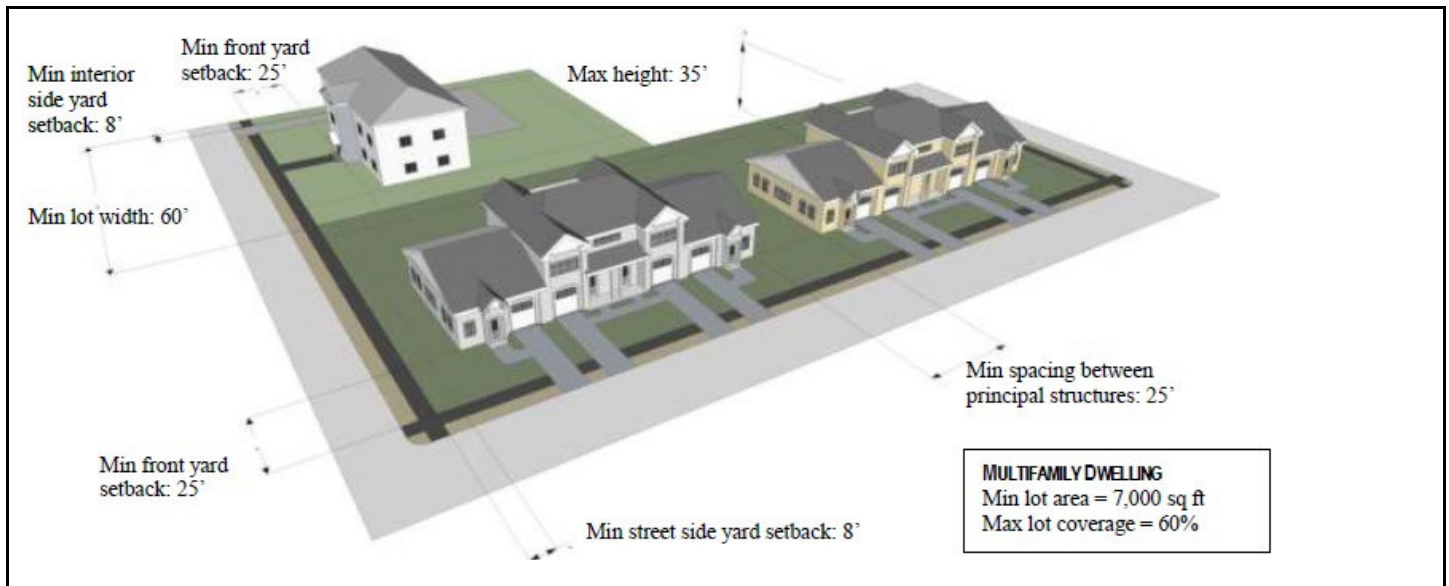 Min front yard
setback: 25’
Min interior
side yard
setback: 8’
Max height: 35’
Min lot width: 60’
Min spacing between
principal structures: 25’
Min front yard
setback: 25’
Min street side yard setback: 8’
MULTIFAMILY DWELLING
Min lot area = 7,000 sq ft
Max lot coverage = 60%